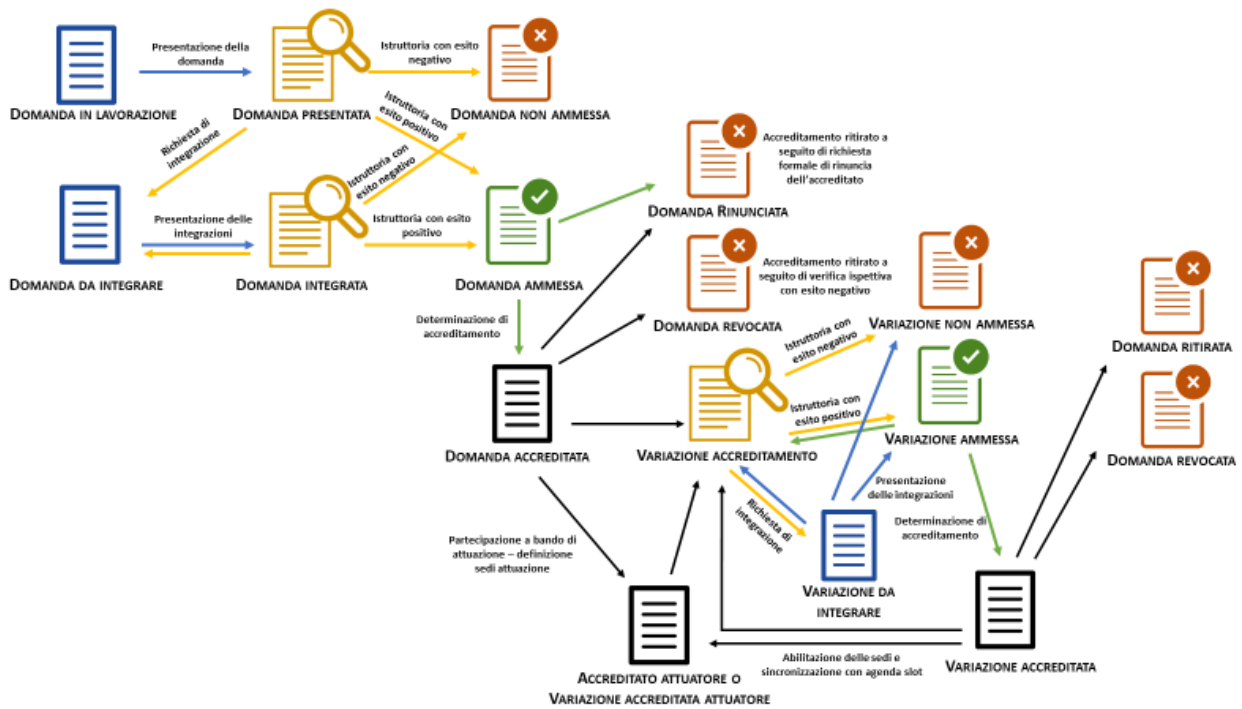 Presentazione della
domanda
Istruttoria con esito
negativo
DOMANDA IN LAVORAZIONE
DOMANDA PRESENTATA
DOMANDA NON AMMESSA
Richiesta di
integrazione
Istruttoria con
esito positivo
Istruttoria con
esito negativo
Accreditamento ritirato a
seguito di richiesta
formale di rinuncia
dell'accreditato
DOMANDA RINUNCIATA
Presentazione delle
integrazioni
Istruttoria con esito
positivo
DOMANDA DA INTEGRARE
DOMANDA INTEGRATA
DOMANDA AMMESSA
Accreditamento ritirato a
seguito di verifica ispettiva
con esito negativo
DOMANDA REVOCATA
VARIAZIONE NON AMMESSA
Determinazione di
accreditamento
Istruttoria con
esito negativo
DOMANDA RITIRATA
Istruttoria con
esito positivo
DOMANDA ACCREDITATA
VARIAZIONE ACCREDITAMENTO
VARIAZIONE AMMESSA
DOMANDA REVOCATA
Presentazione
delle integrazioni
Richiesta di
integrazione
Determinazione di
accreditamento
Partecipazione a bando di
attuazione – definizione
sedi attuazione
VARIAZIONE DA
INTEGRARE
Abilitazione delle sedi e
sincronizzazione con agenda slot
VARIAZIONE ACCREDITATA
ACCREDITATO ATTUATORE O
VARIAZIONE ACCREDITATA ATTUATORE